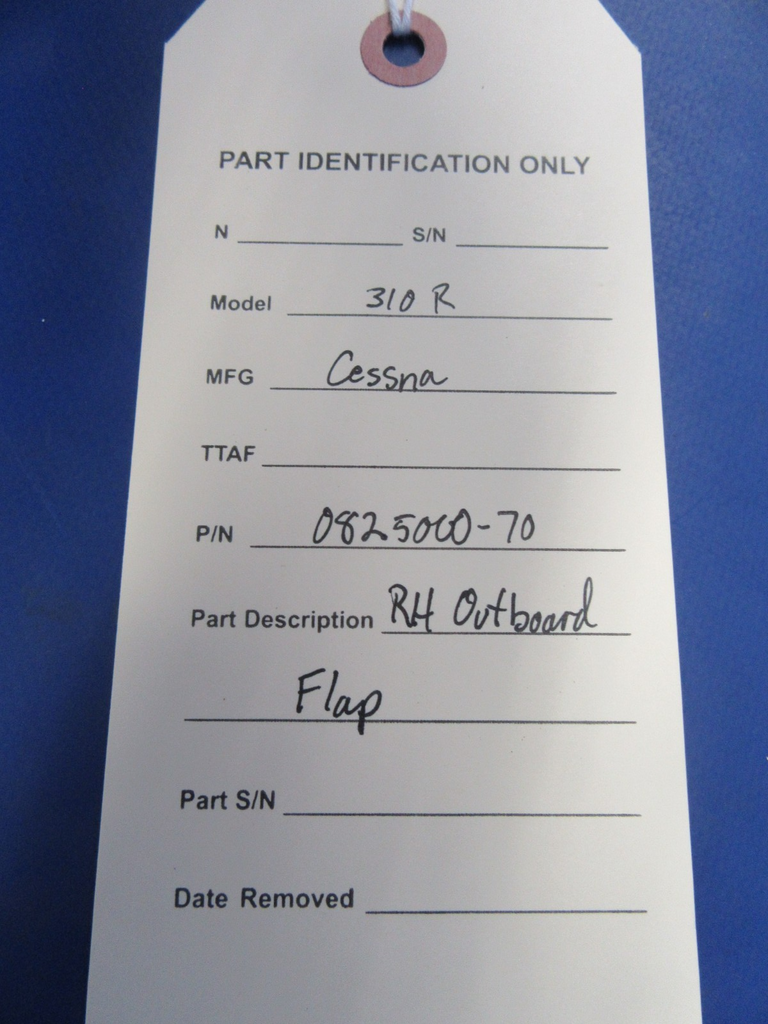 PART IDENTIFICATION ONLY
N S/N
Model 310 R
MFG Cessna
TTAF
P/N 0825000-70
Part Description RH Outboard
Flap
Part S/N
Date Removed